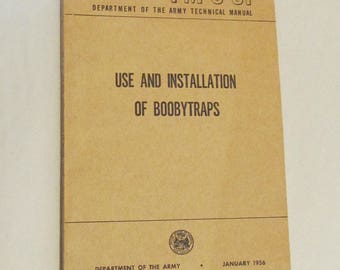 DEPARTMENT OF THE ARMY TECHNICAL MANUAL
USE AND INSTALLATION
OF BOOBYTRAPS
DEPARTMENT OF THE ARMY • JANUARY 1956